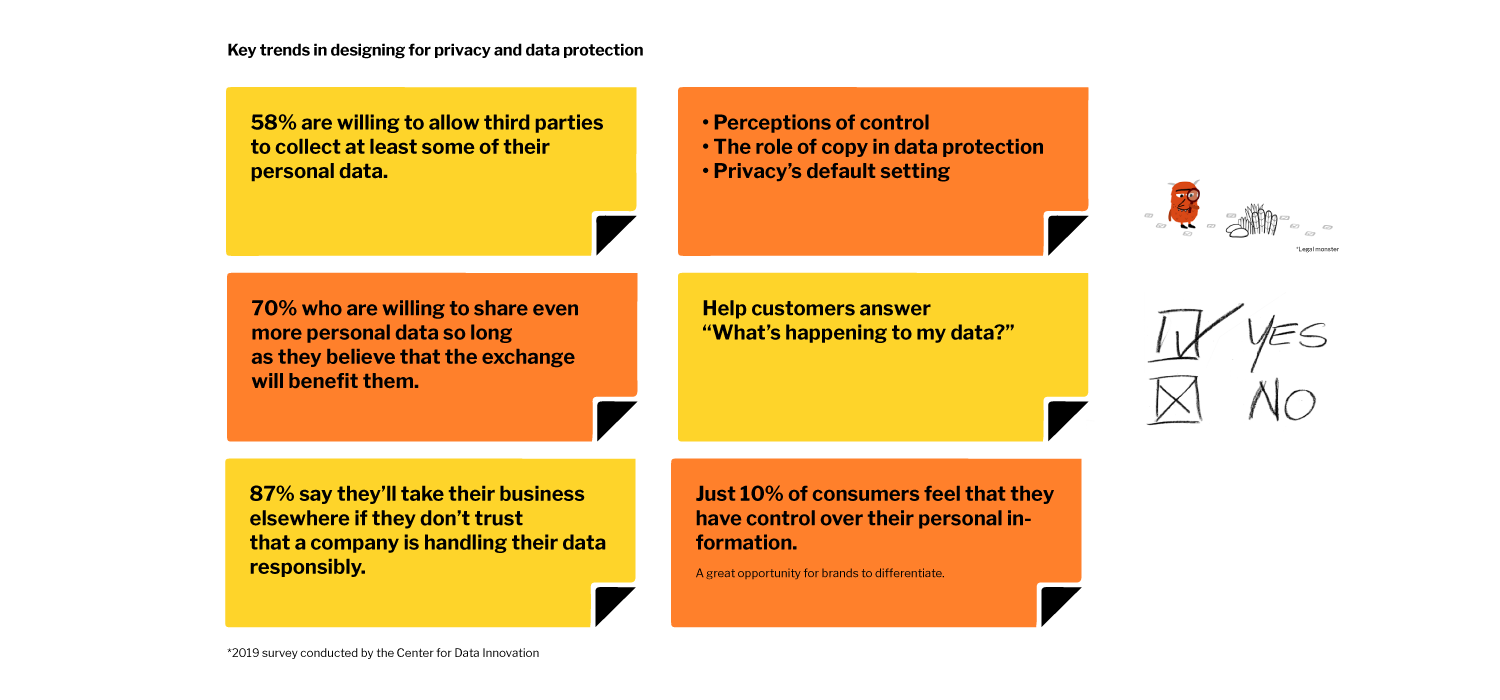 Key trends in designing for privacy and data protection
58% are willing to allow third parties
to collect at least some of their
personal data.
• Perceptions of control
• The role of copy in data protection
• Privacy’s default setting
*Legal monster
70% who are willing to share even
more personal data so long
as they believe that the exchange
will benefit them.
Help customers answer
“What’s happening to my data?”
YES
NO
87% say they’ll take their business
elsewhere if they don’t trust
that a company is handling their data
responsibly.
Just 10% of consumers feel that they
have control over their personal in-
formation.
A great opportunity for brands to differentiate.
*2019 survey conducted by the Center for Data Innovation